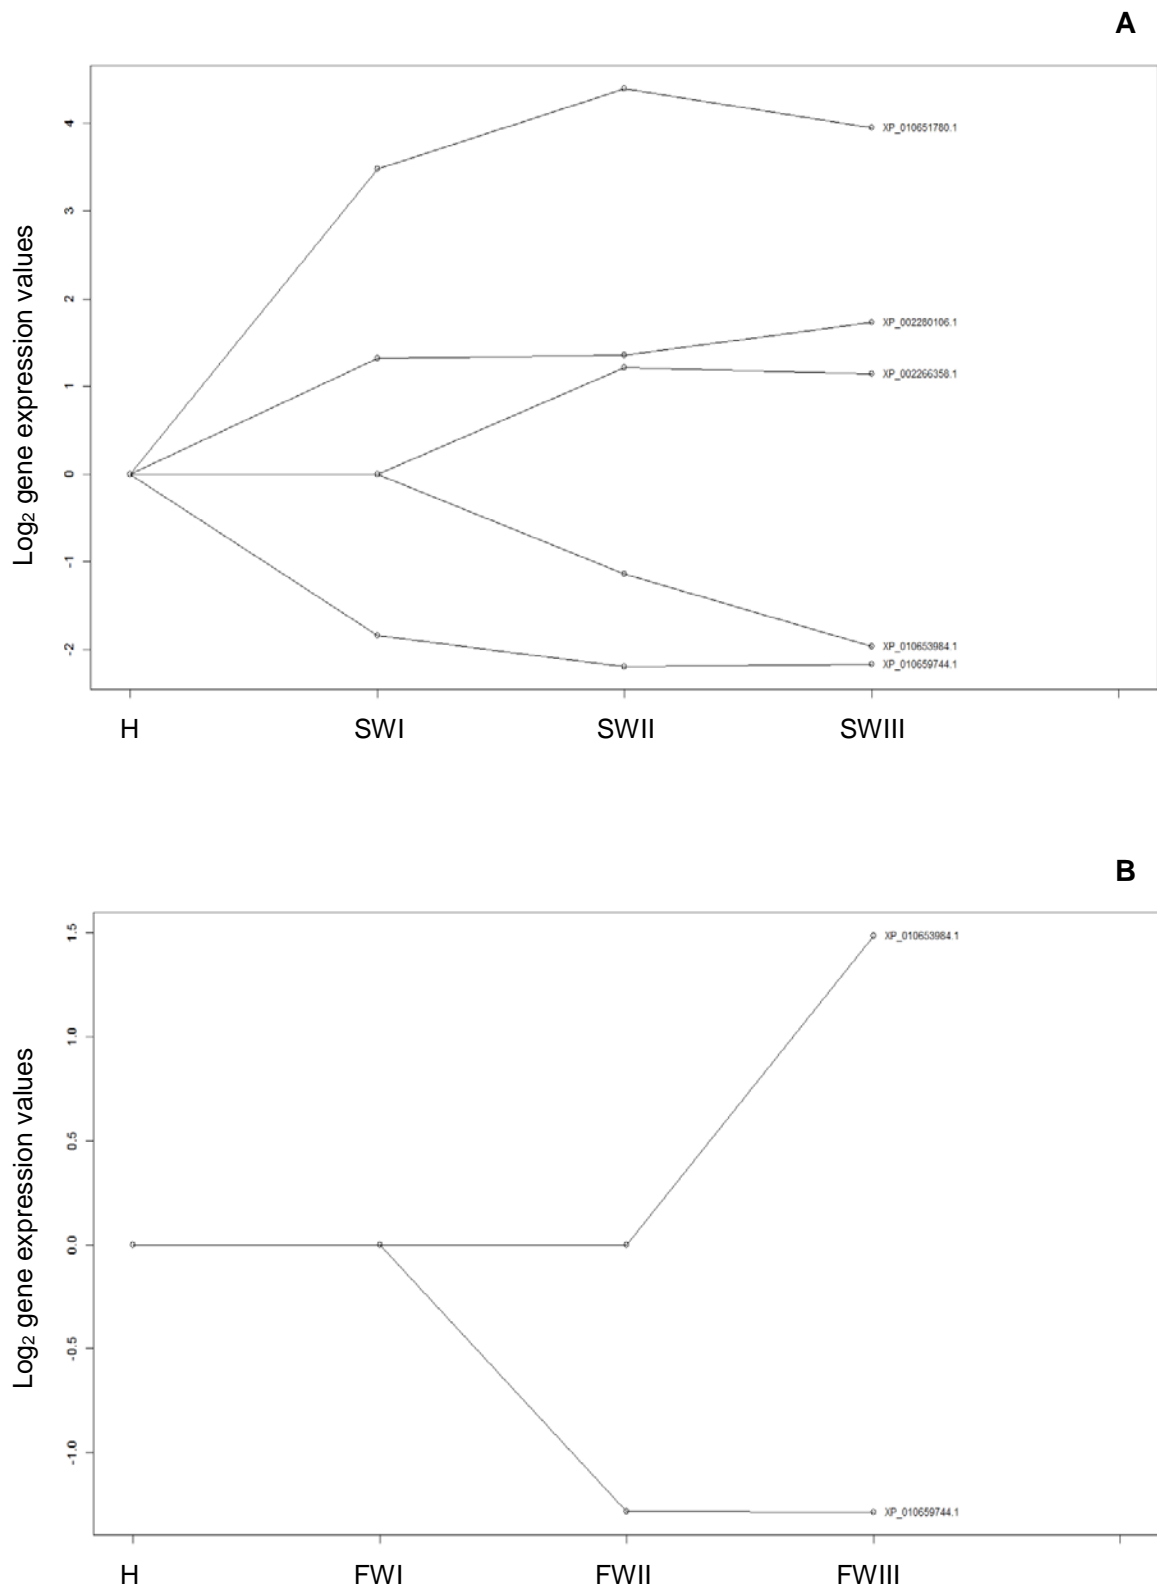 A
Log₂ gene expression values
4
3
2
1
0
-1
-2
XP_010651780.1
XP_002280106.1
XP_002266358.1
XP_010653984.1
XP_010659744.1
H SWI SWII SWIII
B
Log₂ gene expression values
1.5
1.0
0.5
0.0
-0.5
-1.0
XP_010653984.1
XP_010659744.1
H FWI FWII FWIII